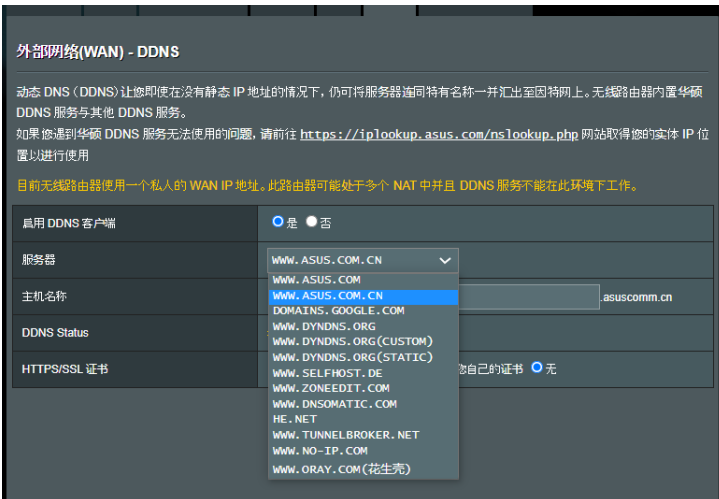 外部网络(WAN) - DDNS
动态 DNS（DDNS）让您即使在没有静态 IP 地址的情况下，仍可将服务器连同特有名称一并汇出至因特网上。无线路由器内置华硕
DDNS 服务与其他 DDNS 服务。
如果您遇到华硕 DDNS 服务无法使用的问题, 请前往 https://iplookup.asus.com/nslookup.php 网站取得您的实体 IP 位
置以进行使用
目前无线路由器使用一个私人的 WAN IP 地址。此路由器可能处于多个 NAT 中并且 DDNS 服务不能在此环境下工作。
启用 DDNS 客户端 是 否
服务器 WWW.ASUS.COM.CN
WWW.ASUS.COM
主机名称 WWW.ASUS.COM.CN .asuscomm.cn
DOMAINS.GOOGLE.COM
WWW.DYNDNS.ORG
DDNS Status WWW.DYNDNS.ORG(CUSTOM)
WWW.DYNDNS.ORG(STATIC)
HTTPS/SSL 证书 WWW.SELFHOST.DE 您自己的证书 无
WWW.ZONEEDIT.COM
WWW.DNSOMATIC.COM
HE.NET
WWW.TUNNELBROKER.NET
WWW.NO-IP.COM
WWW.ORAY.COM(花生壳)